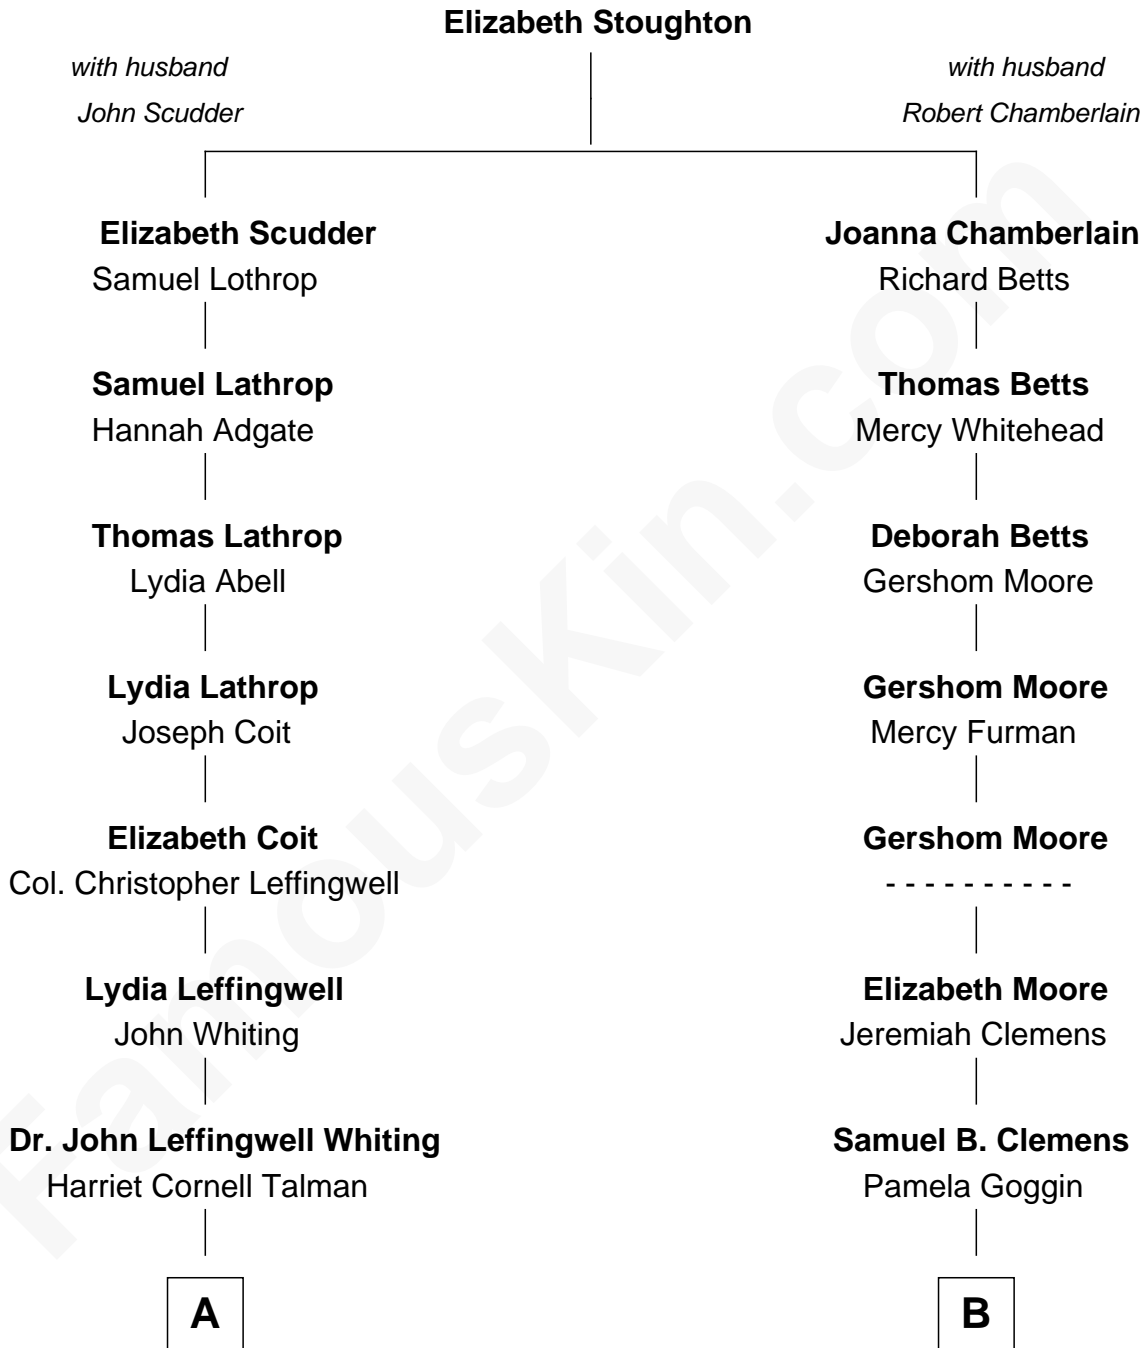 Elizabeth Stoughton
with husband
John Scudder
with husband
Robert Chamberlain
Elizabeth Scudder
Samuel Lothrop
Joanna Chamberlain
Richard Betts
Samuel Lathrop
Hannah Adgate
Thomas Betts
Mercy Whitehead
Thomas Lathrop
Lydia Abell
Deborah Betts
Gershom Moore
Lydia Lathrop
Joseph Coit
Gershom Moore
Mercy Furman
Elizabeth Coit
Col. Christopher Leffingwell
Gershom Moore
- - - - - - - - - -
Lydia Leffingwell
John Whiting
Elizabeth Moore
Jeremiah Clemens
Dr. John Leffingwell Whiting
Harriet Cornell Talman
Samuel B. Clemens
Pamela Goggin
A
B
FamousKin.com